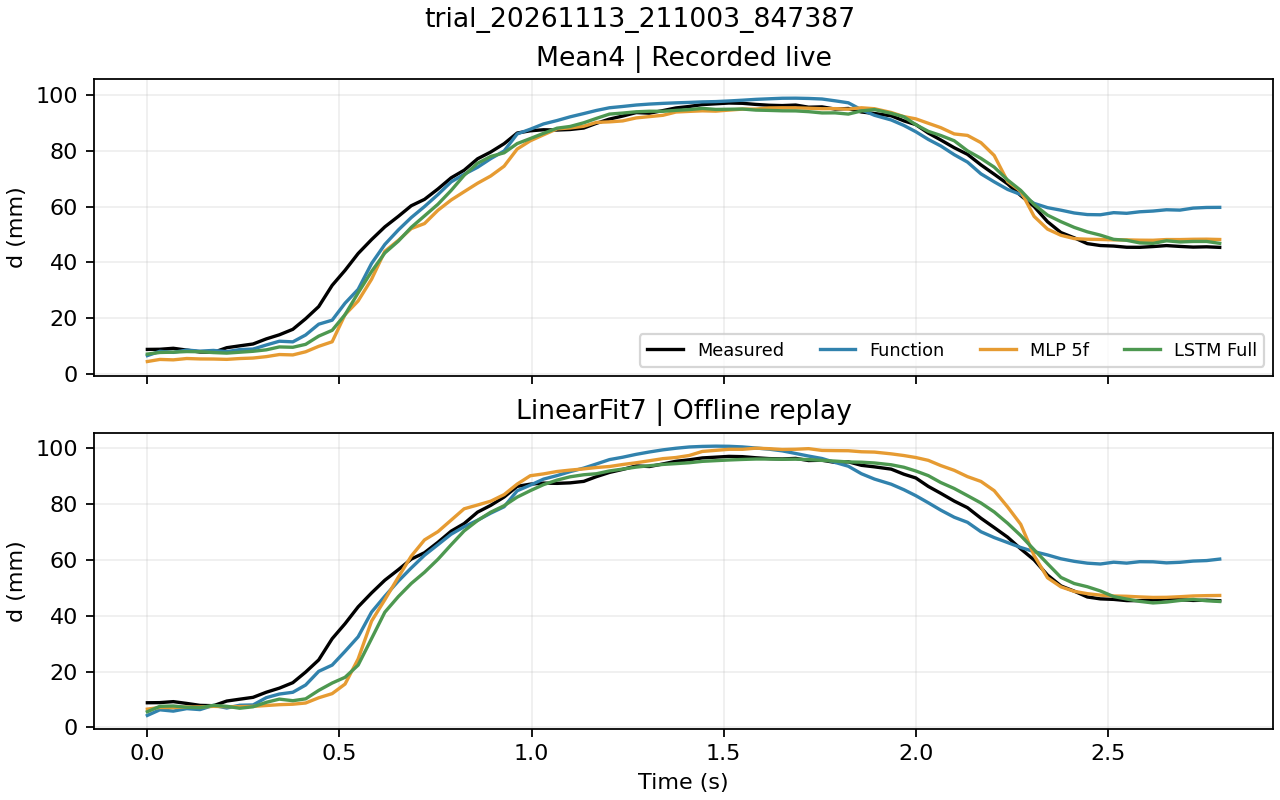 trial_20261113_211003_847387
Mean4 | Recorded live
100
80
60
40
20
0
d (mm)
Measured Function MLP 5f LSTM Full
LinearFit7 | Offline replay
100
80
60
40
20
0
d (mm)
0.0 0.5 1.0 1.5 2.0 2.5
Time (s)